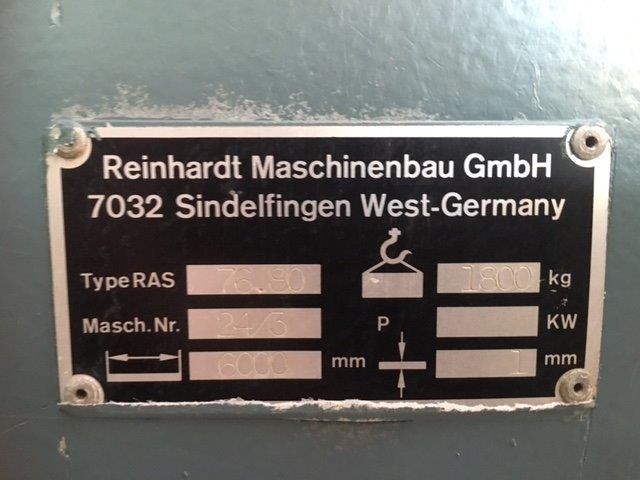 Reinhardt Maschinenbau GmbH
7032 Sindelfingen West-Germany
Type RAS 76.80 1800 kg
Masch.Nr. 24/3 P KW
6000 mm 1 mm